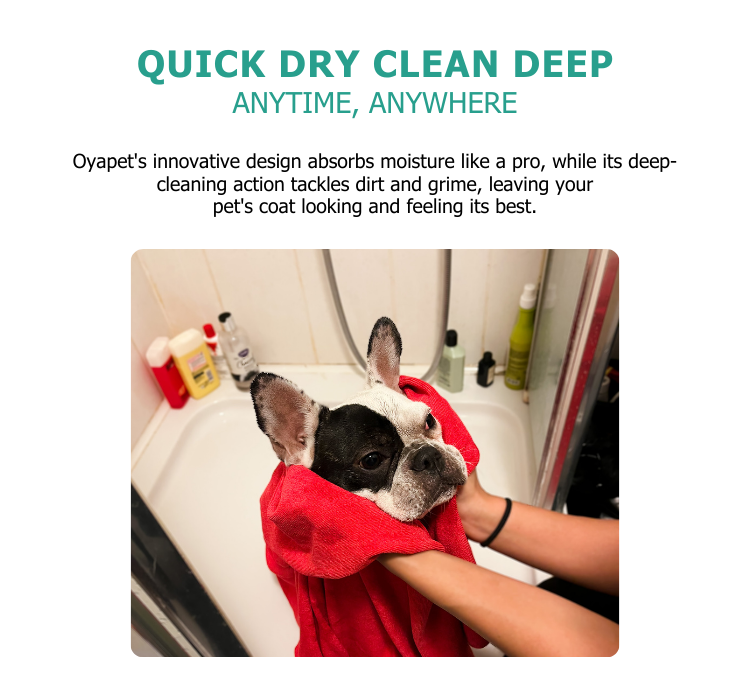 QUICK DRY CLEAN DEEP
ANYTIME, ANYWHERE
Oyapet's innovative design absorbs moisture like a pro, while its deep-
cleaning action tackles dirt and grime, leaving your
pet's coat looking and feeling its best.